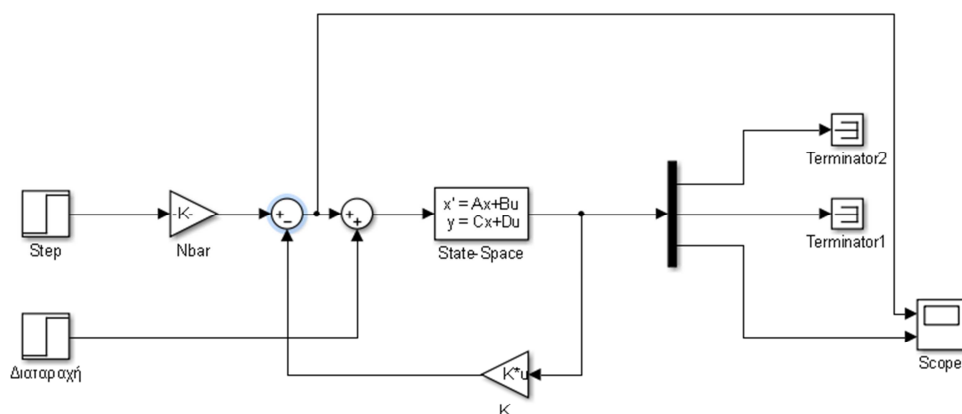 Terminator2
x' = Ax+Bu
y = Cx+Du
-K-
Step
Nbar
State-Space
Terminator1
Διαταραχή
K*u
K
Scope